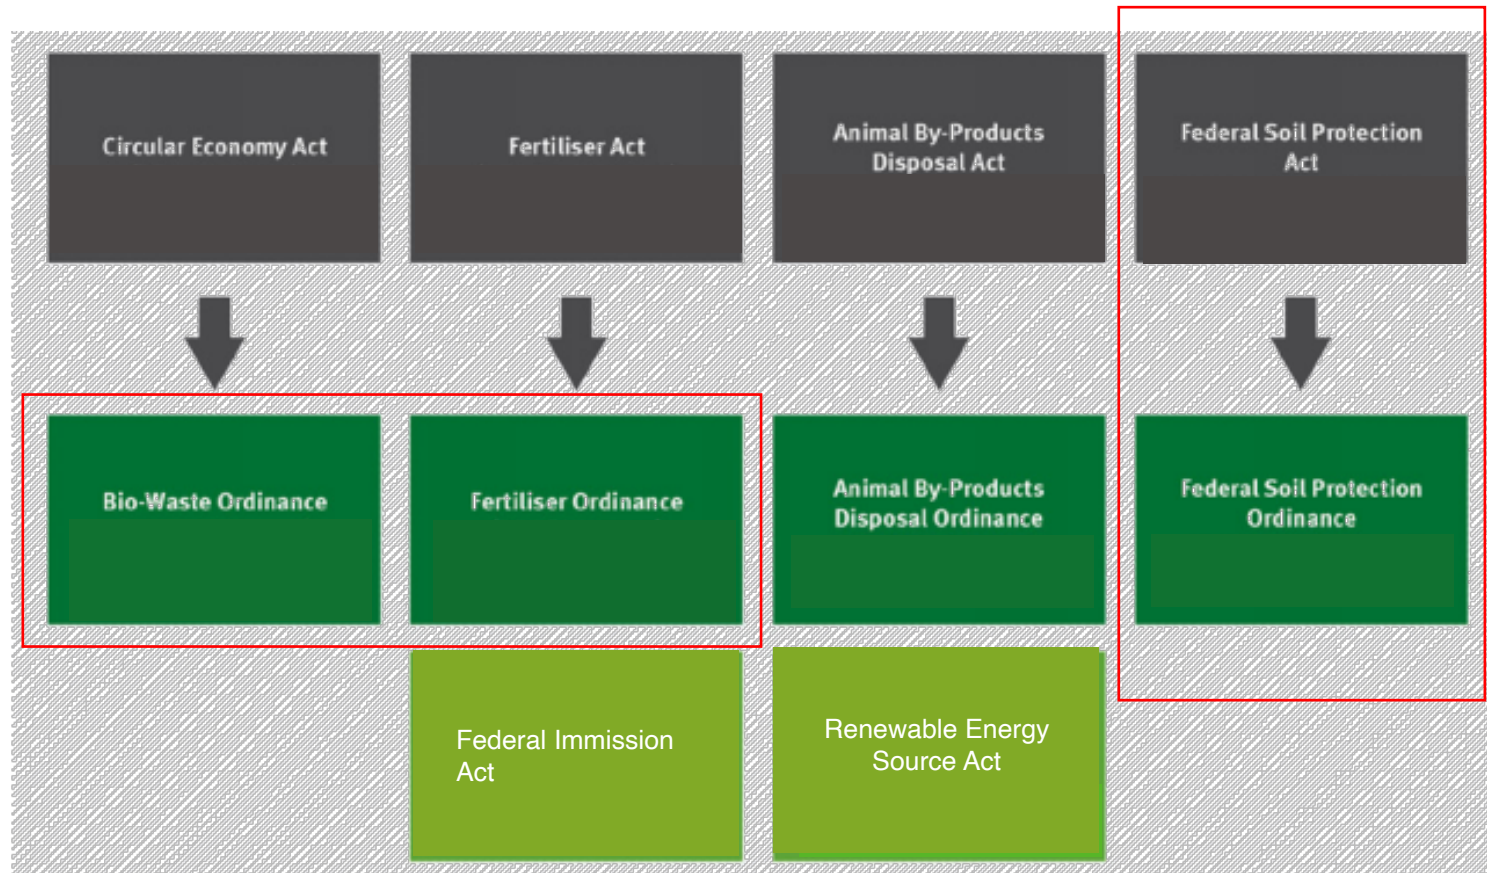 Circular Economy Act
Fertiliser Act
Animal By-Products
Disposal Act
Federal Soil Protection
Act
Bio-Waste Ordinance
Fertiliser Ordinance
Animal By-Products
Disposal Ordinance
Federal Soil Protection
Ordinance
Federal Immission
Act
Renewable Energy
Source Act